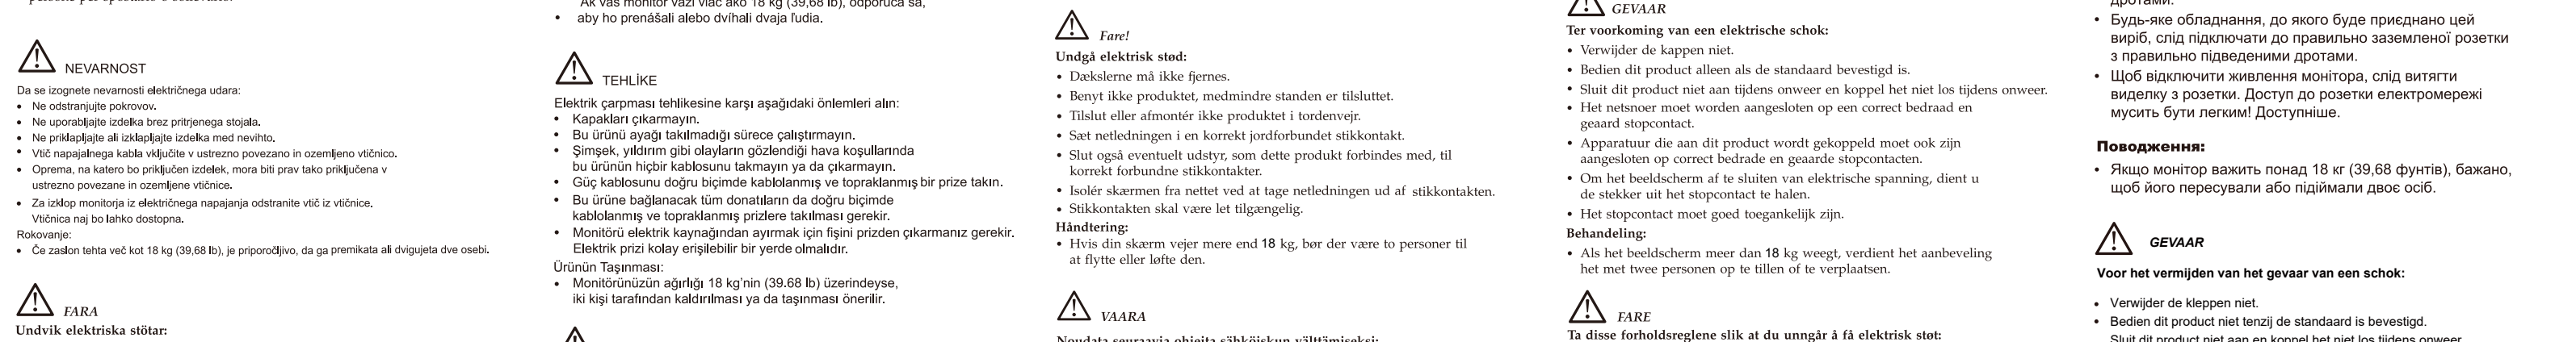 NEVARNOST
Da se izognete nevarnosti električnega udara:
• Ne odstranjujte pokrovov.
• Ne uporabljajte izdelka brez pritrjenega stojala.
• Ne priklapljajte ali izklapljajte izdelka med nevihto.
• Vtič napajalnega kabla vključite v ustrezno povezano in ozemljeno vtičnico.
• Oprema, na katero bo priključen izdelek, mora biti prav tako priključena v
ustrezno povezane in ozemljene vtičnice.
• Za izklop monitorja iz električnega napajanja odstranite vtič iz vtičnice.
Vtičnica naj bo lahko dostopna.
Rokovanje:
• Če zaslon tehta več kot 18 kg (39,68 lb), je priporočljivo, da ga premikata ali dvigujeta dve osebi.
FARA
Undvik elektriska stötar:
Ak váš monitor váži viac ako 18 kg (39,68 lb), odporúča sa,
• aby ho prenášali alebo dvíhali dvaja ľudia.
TEHLİKE
Elektrik çarpması tehlikesine karşı aşağıdaki önlemleri alın:
• Kapakları çıkarmayın.
• Bu ürünü ayağı takılmadığı sürece çalıştırmayın.
• Şimşek, yıldırım gibi olayların gözlendiği hava koşullarında
bu ürünün hiçbir kablosunu takmayın ya da çıkarmayın.
• Güç kablosunu doğru biçimde kablolanmış ve topraklanmış bir prize takın.
• Bu ürüne bağlanacak tüm donatıların da doğru biçimde
kablolanmış ve topraklanmış prizlere takılması gerekir.
• Monitörü elektrik kaynağından ayırmak için fişini prizden çıkarmanız gerekir.
Elektrik prizi kolay erişilebilir bir yerde olmalıdır.
Ürünün Taşınması:
• Monitörünüzün ağırlığı 18 kg'nin (39.68 lb) üzerindeyse,
iki kişi tarafından kaldırılması ya da taşınması önerilir.
Fare!
Undgå elektrisk stød:
• Dækslerne må ikke fjernes.
• Benyt ikke produktet, medmindre standen er tilsluttet.
• Tilslut eller afmontér ikke produktet i tordenvejr.
• Sæt netledningen i en korrekt jordforbundet stikkontakt.
• Slut også eventuelt udstyr, som dette produkt forbindes med, til
korrekt forbundne stikkontakter.
• Isolér skærmen fra nettet ved at tage netledningen ud af stikkontakten.
• Stikkontakten skal være let tilgængelig.
Håndtering:
• Hvis din skærm vejer mere end 18 kg, bør der være to personer til
at flytte eller løfte den.
VAARA
Noudata seuraavia ohjeita sähköiskun välttämiseksi:
GEVAAR
Ter voorkoming van een elektrische schok:
• Verwijder de kappen niet.
• Bedien dit product alleen als de standaard bevestigd is.
• Sluit dit product niet aan tijdens onweer en koppel het niet los tijdens onweer.
• Het netsnoer moet worden aangesloten op een correct bedraad en
geaard stopcontact.
• Apparatuur die aan dit product wordt gekoppeld moet ook zijn
aangesloten op correct bedrade en geaarde stopcontacten.
• Om het beeldscherm af te sluiten van elektrische spanning, dient u
de stekker uit het stopcontact te halen.
• Het stopcontact moet goed toegankelijk zijn.
Behandeling:
• Als het beeldscherm meer dan 18 kg weegt, verdient het aanbeveling
het met twee personen op te tillen of te verplaatsen.
FARE
Ta disse forholdsreglene slik at du unngår å få elektrisk støt:
дротами.
• Будь-яке обладнання, до якого буде приєднано цей
виріб, слід підключати до правильно заземленої розетки
з правильно підведеними дротами.
• Щоб відключити живлення монітора, слід витягти
виделку з розетки. Доступ до розетки електромережі
мусить бути легким! Доступніше.
Поводження:
• Якщо монітор важить понад 18 кг (39,68 фунтів), бажано,
щоб його пересували або підіймали двоє осіб.
GEVAAR
Voor het vermijden van het gevaar van een schok:
• Verwijder de kleppen niet.
• Bedien dit product niet tenzij de standaard is bevestigd.
Sluit dit product niet aan en koppel het niet los tijdens onweer